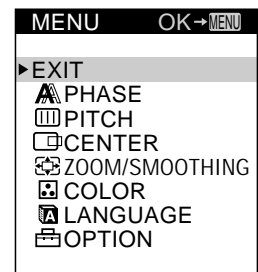 MENU OK→MENU
EXIT
PHASE
PITCH
CENTER
ZOOM/SMOOTHING
COLOR
LANGUAGE
OPTION